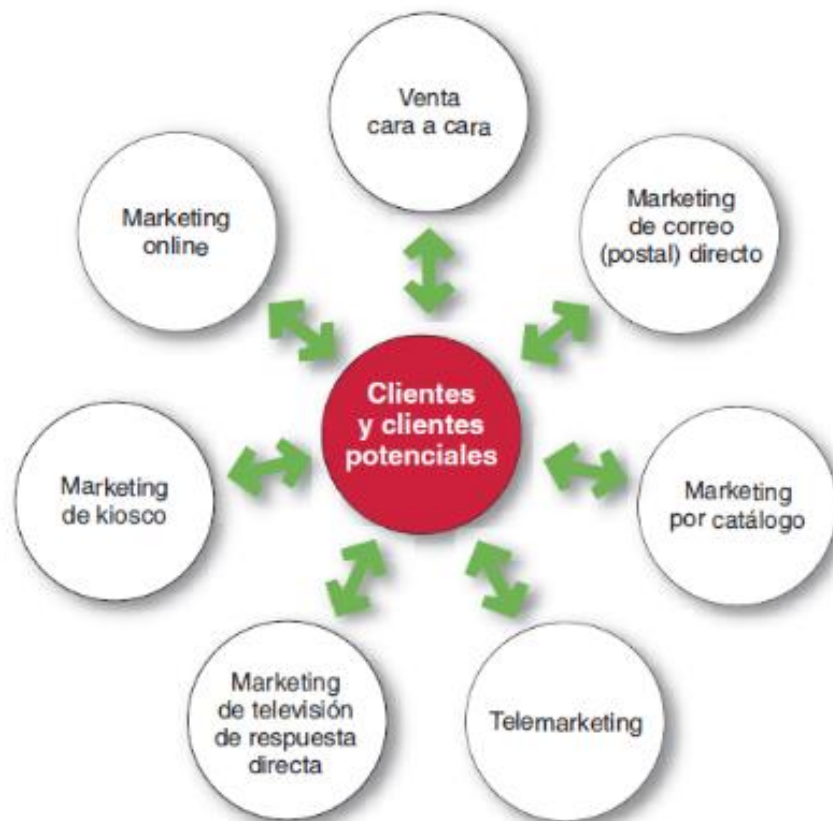 Venta
cara a cara
Marketing
de correo
(postal) directo
Marketing
por catálogo
Telemarketing
Marketing
de televisión
de respuesta
directa
Marketing
de kiosco
Marketing
online
Clientes
y clientes
potenciales